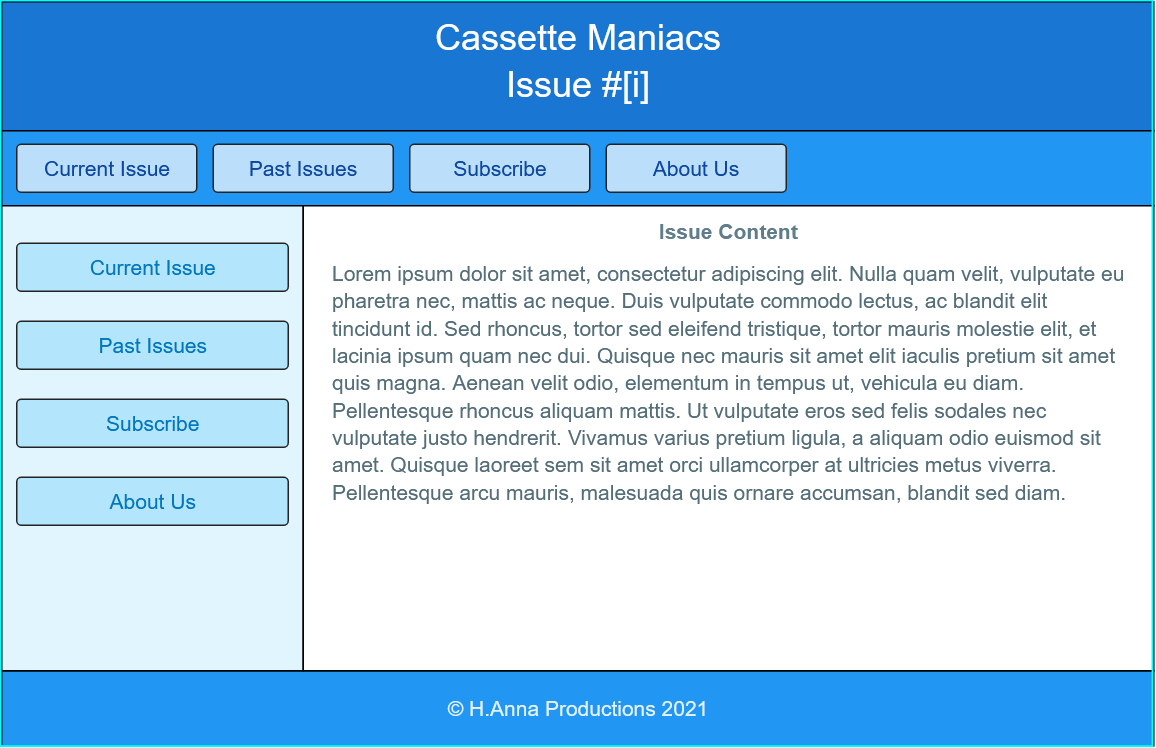 Cassette Maniacs
Issue #[i]
Current Issue
Past Issues
Subscribe
About Us
Current Issue
Past Issues
Subscribe
About Us
Issue Content
Lorem ipsum dolor sit amet, consectetur adipiscing elit. Nulla quam velit, vulputate eu
pharetra nec, mattis ac neque. Duis vulputate commodo lectus, ac blandit elit
tincidunt id. Sed rhoncus, tortor sed eleifend tristique, tortor mauris molestie elit, et
lacinia ipsum quam nec dui. Quisque nec mauris sit amet elit iaculis pretium sit amet
quis magna. Aenean velit odio, elementum in tempus ut, vehicula eu diam.
Pellentesque rhoncus aliquam mattis. Ut vulputate eros sed felis sodales nec
vulputate justo hendrerit. Vivamus varius pretium ligula, a aliquam odio euismod sit
amet. Quisque laoreet sem sit amet orci ullamcorper at ultricies metus viverra.
Pellentesque arcu mauris, malesuada quis ornare accumsan, blandit sed diam.
© H.Anna Productions 2021